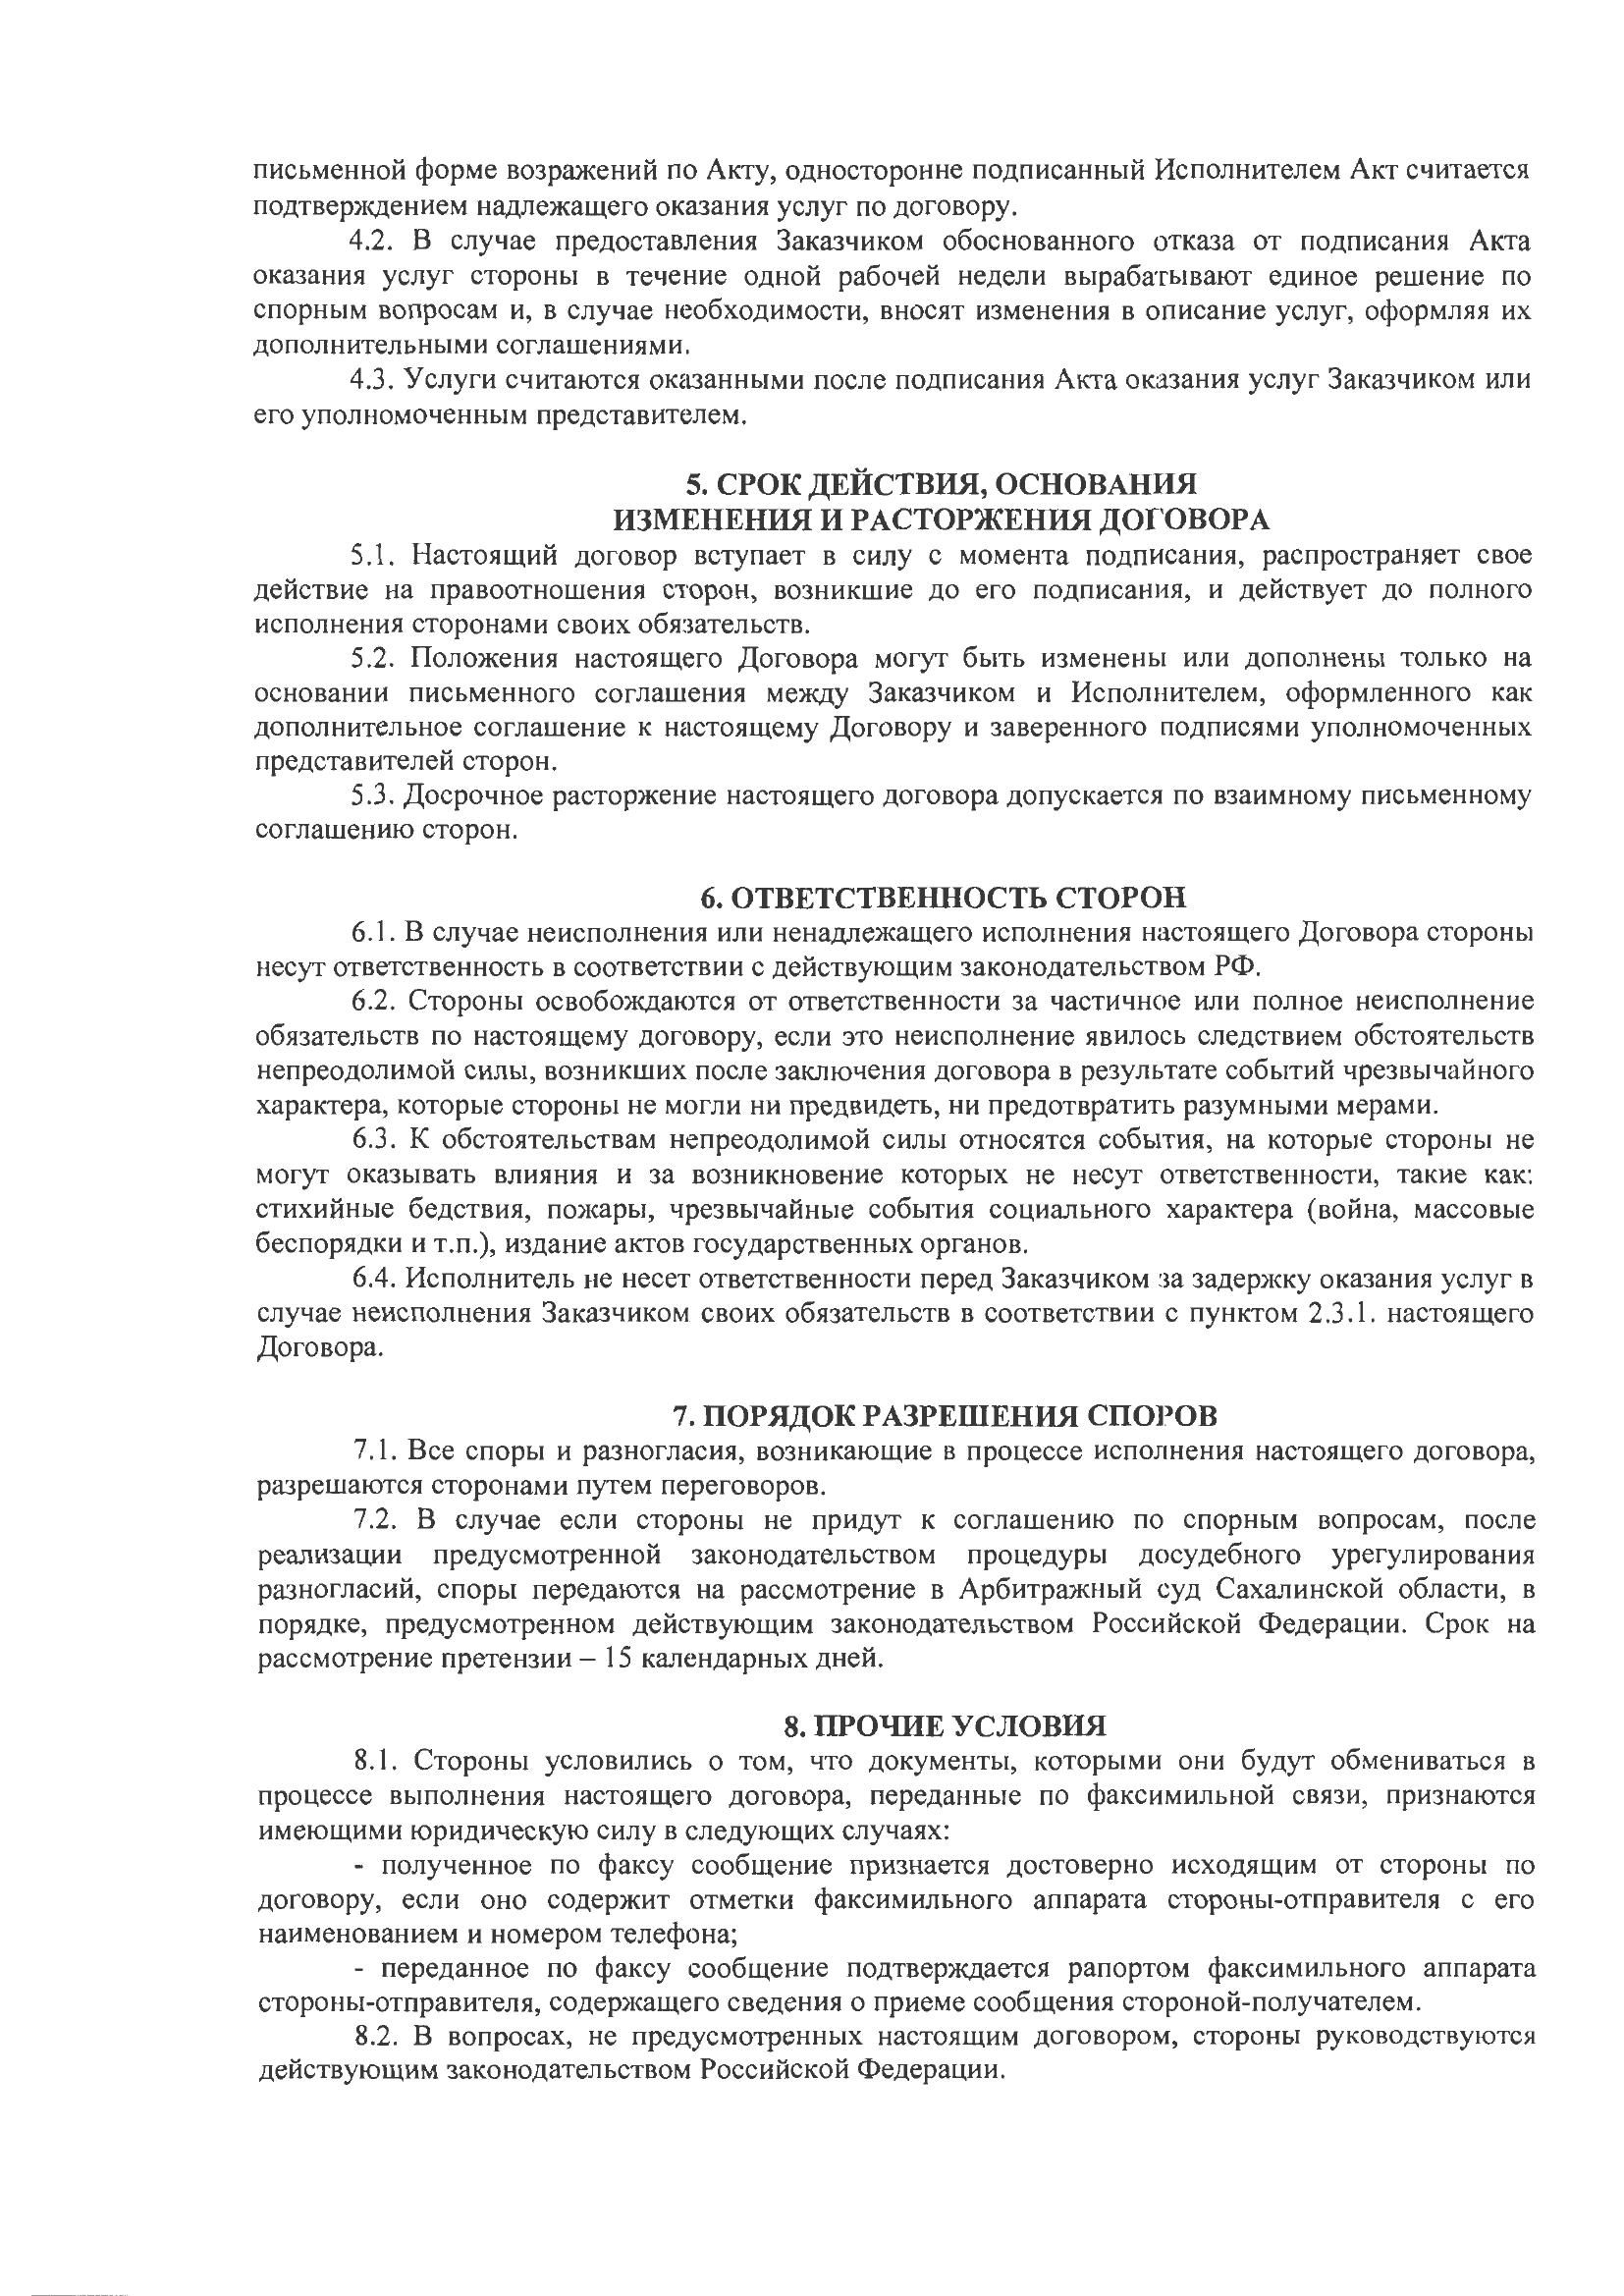 письменной форме возражений по Акту, односторонне подписанный Исполнителем Акт считается
подтверждением надлежащего оказания услуг по договору.
4.2. В случае предоставления Заказчиком обоснованного отказа от подписания Акта
оказания услуг стороны в течение одной рабочей недели вырабатывают единое решение по
спорным вопросам и, в случае необходимости, вносят изменения в описание услуг, оформляя их
дополнительными соглашениями.
4.3. Услуги считаются оказанными после подписания Акта оказания услуг Заказчиком или
его уполномоченным представителем.
5. СРОК ДЕЙСТВИЯ, ОСНОВАНИЯ
ИЗМЕНЕНИЯ И РАСТОРЖЕНИЯ ДОГОВОРА
5.1. Настоящий договор вступает в силу с момента подписания, распространяет свое
действие на правоотношения сторон, возникшие до его подписания, и действует до полного
исполнения сторонами своих обязательств.
5.2. Положения настоящего Договора могут быть изменены или дополнены только на
основании письменного соглашения между Заказчиком и Исполнителем, оформленного как
дополнительное соглашение к настоящему Договору и заверенного подписями уполномоченных
представителей сторон.
5.3. Досрочное расторжение настоящего договора допускается по взаимному письменному
соглашению сторон.
6. ОТВЕТСТВЕННОСТЬ СТОРОН
6.1. В случае неисполнения или ненадлежащего исполнения настоящего Договора стороны
несут ответственность в соответствии с действующим законодательством РФ.
6.2. Стороны освобождаются от ответственности за частичное или полное неисполнение
обязательств по настоящему договору, если это неисполнение явилось следствием обстоятельств
непреодолимой силы, возникших после заключения договора в результате событий чрезвычайного
характера, которые стороны не могли ни предвидеть, ни предотвратить разумными мерами.
6.3. К обстоятельствам непреодолимой силы относятся события, на которые стороны не
могут оказывать влияния и за возникновение которых не несут ответственности, такие как:
стихийные бедствия, пожары, чрезвычайные события социального характера (война, массовые
беспорядки и т.п.), издание актов государственных органов.
6.4. Исполнитель не несет ответственности перед Заказчиком за задержку оказания услуг в
случае неисполнения Заказчиком своих обязательств в соответствии с пунктом 2.3.1. настоящего
Договора.
7. ПОРЯДОК РАЗРЕШЕНИЯ СПОРОВ
7.1. Все споры и разногласия, возникающие в процессе исполнения настоящего договора,
разрешаются сторонами путем переговоров.
7.2. В случае если стороны не придут к соглашению по спорным вопросам, после
реализации предусмотренной законодательством процедуры досудебного урегулирования
разногласий, споры передаются на рассмотрение в Арбитражный суд Сахалинской области, в
порядке, предусмотренном действующим законодательством Российской Федерации. Срок на
рассмотрение претензии – 15 календарных дней.
8. ПРОЧИЕ УСЛОВИЯ
8.1. Стороны условились о том, что документы, которыми они будут обмениваться в
процессе выполнения настоящего договора, переданные по факсимильной связи, признаются
имеющими юридическую силу в следующих случаях:
- полученное по факсу сообщение признается достоверно исходящим от стороны по
договору, если оно содержит отметки факсимильного аппарата стороны-отправителя с его
наименованием и номером телефона;
- переданное по факсу сообщение подтверждается рапортом факсимильного аппарата
стороны-отправителя, содержащего сведения о приеме сообщения стороной-получателем.
8.2. В вопросах, не предусмотренных настоящим договором, стороны руководствуются
действующим законодательством Российской Федерации.